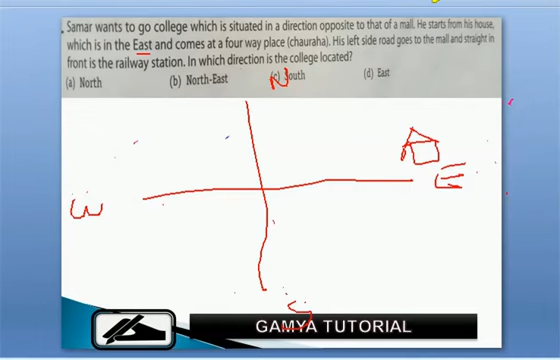 . Samar wants to go college which is situated in a direction opposite to that of a mall. He starts from his house,
which is in the East and comes at a four way place (chauraha). His left side road goes to the mall and straight in
front is the railway station. In which direction is the college located?
(a) North (b) North-East (c) South (d) East
N
E
W
S
GAMYA TUTORIAL